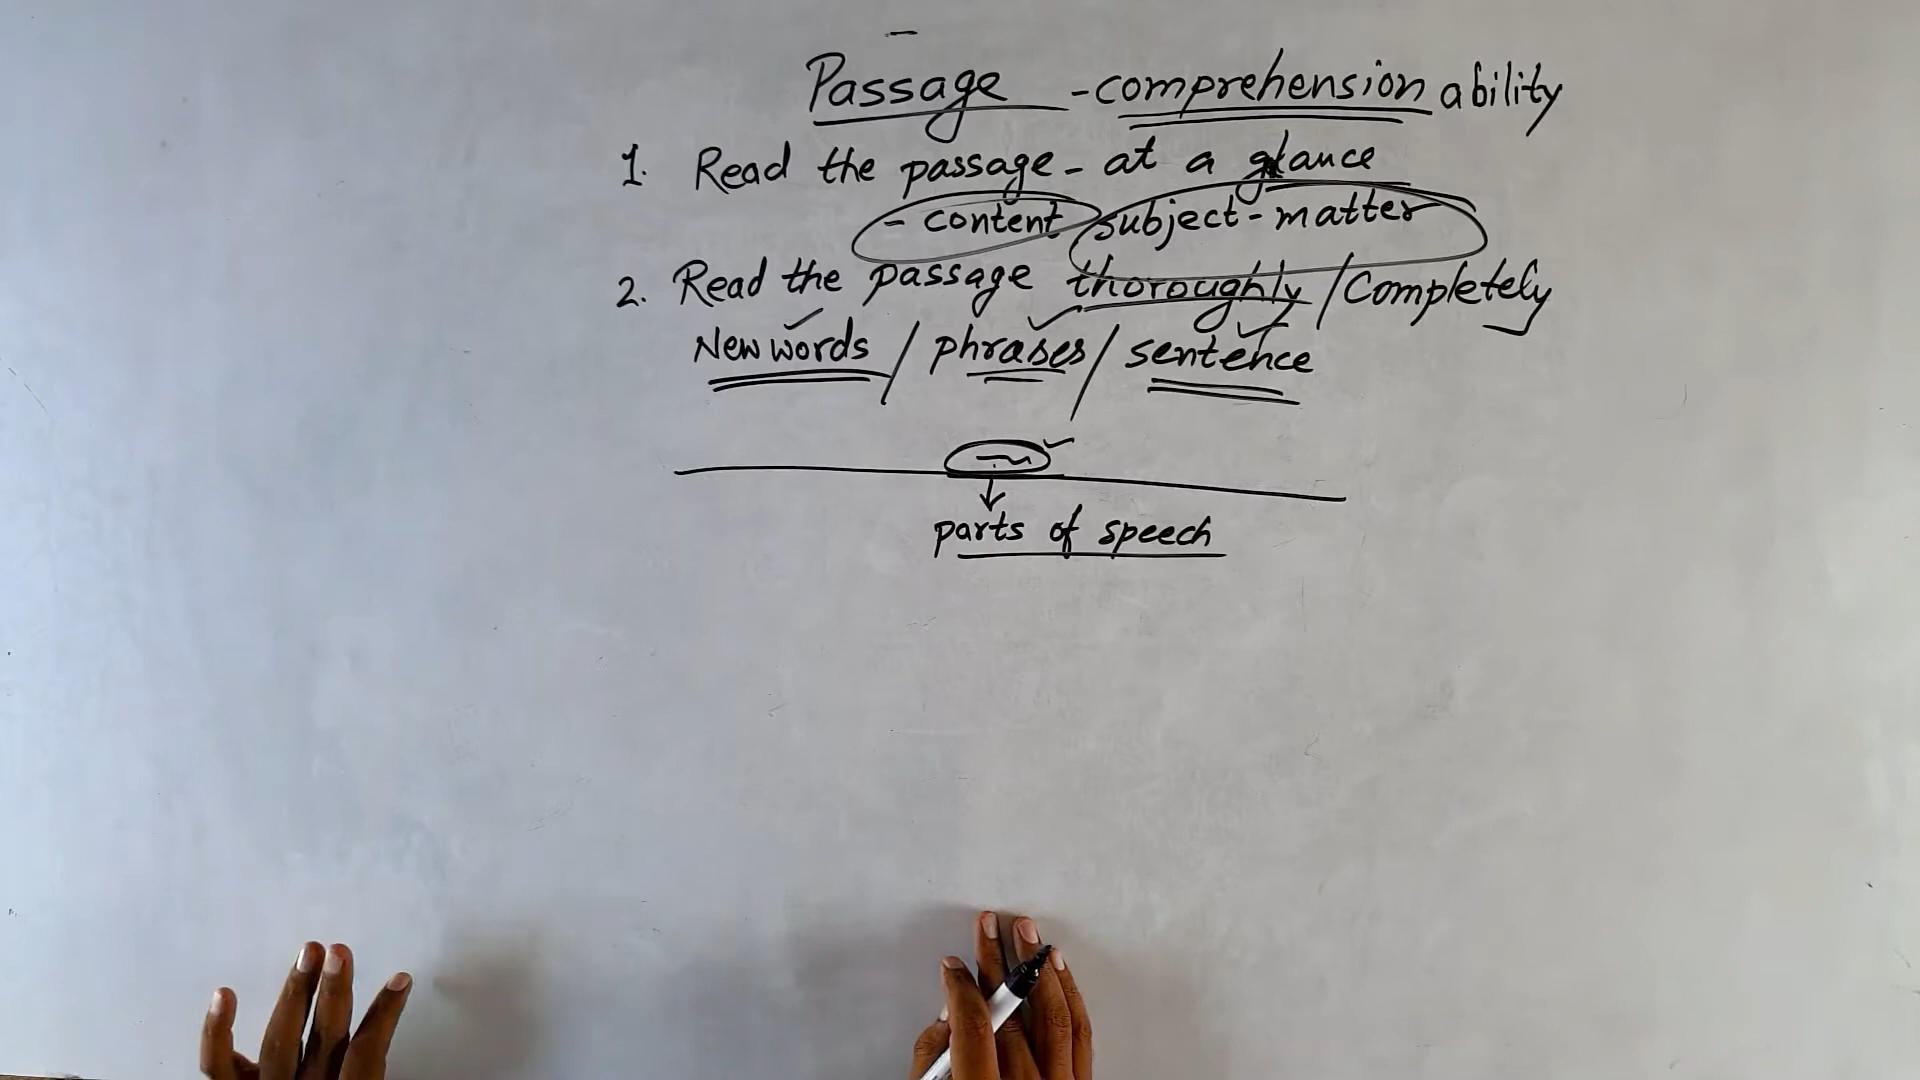 Passage - comprehension ability
1. Read the passage - at a glance
- content subject-matter
2. Read the passage thoroughly / Completely
New words / phrases / sentence
parts of speech